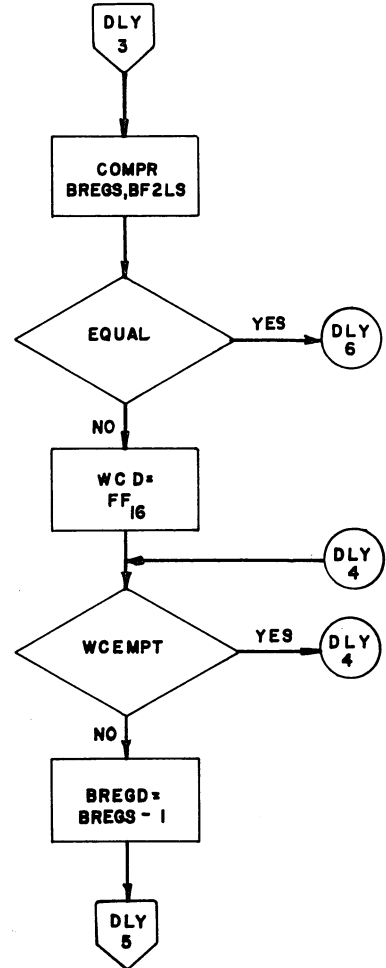 DLY
3
COMPR
BREGS,BF2LS
EQUAL
YES
DLY
6
NO
WCD=
FF16
DLY
4
WCEMPT
YES
DLY
4
NO
BREGD=
BREGS-1
DLY
5